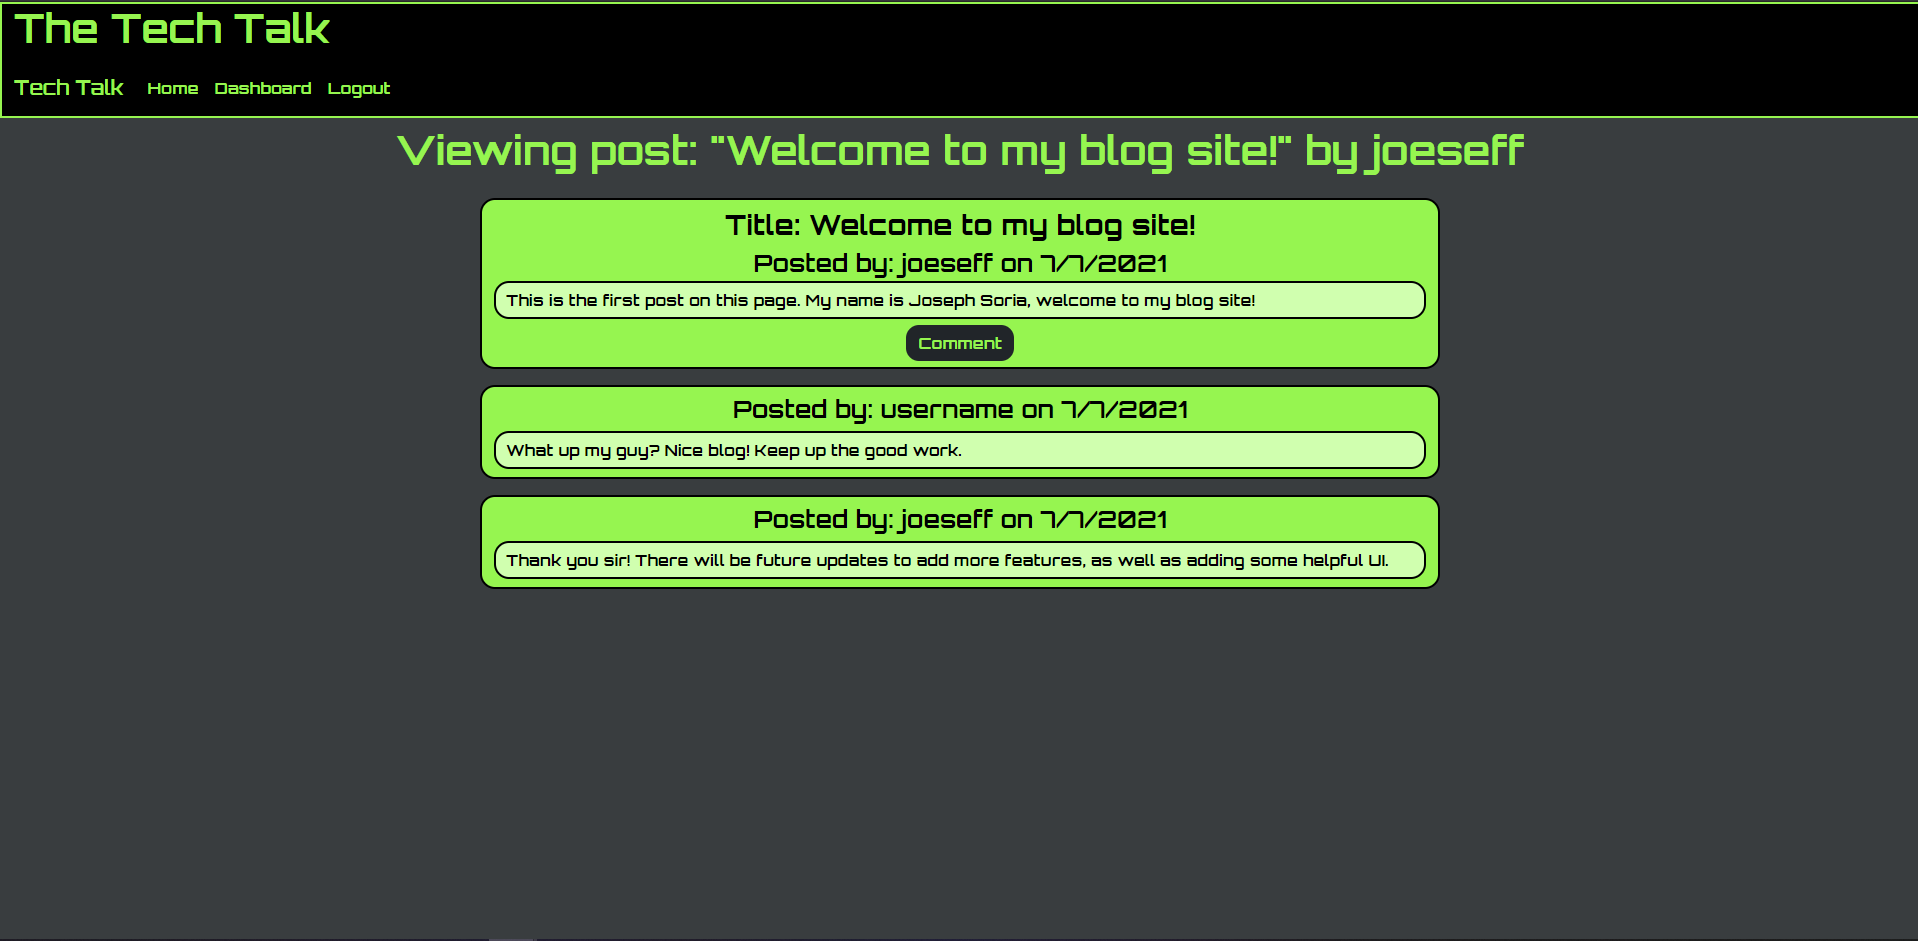 The Tech Talk
Tech Talk Home Dashboard Logout
Viewing post: "Welcome to my blog site!" by joeseff
Title: Welcome to my blog site!
Posted by: joeseff on 7/7/2021
This is the first post on this page. My name is Joseph Soria, welcome to my blog site!
Comment
Posted by: username on 7/7/2021
What up my guy? Nice blog! Keep up the good work.
Posted by: joeseff on 7/7/2021
Thank you sir! There will be future updates to add more features, as well as adding some helpful UI.